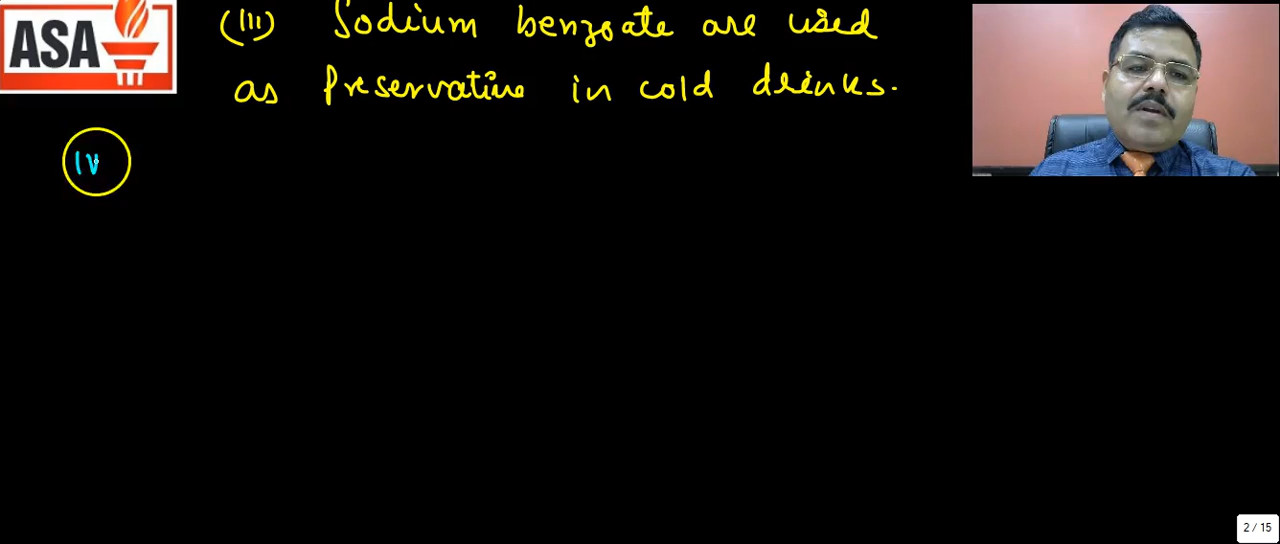 ASA
(III) Sodium benzoate are used
as Preservative in cold drinks.
IV
2 / 15